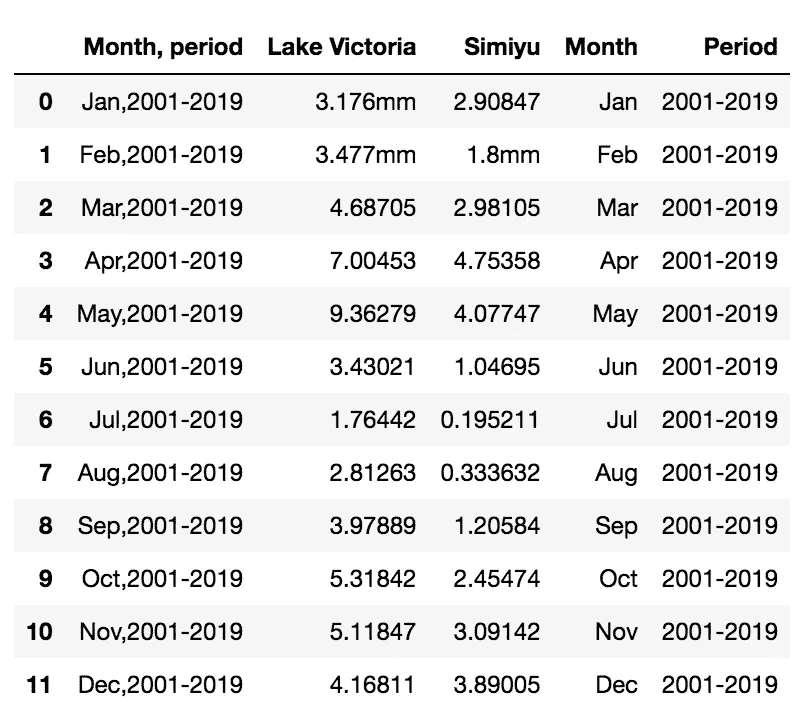 Month, period Lake Victoria Simiyu Month Period
0 Jan,2001-2019 3.176mm 2.90847 Jan 2001-2019
1 Feb,2001-2019 3.477mm 1.8mm Feb 2001-2019
2 Mar,2001-2019 4.68705 2.98105 Mar 2001-2019
3 Apr,2001-2019 7.00453 4.75358 Apr 2001-2019
4 May,2001-2019 9.36279 4.07747 May 2001-2019
5 Jun,2001-2019 3.43021 1.04695 Jun 2001-2019
6 Jul,2001-2019 1.76442 0.195211 Jul 2001-2019
7 Aug,2001-2019 2.81263 0.333632 Aug 2001-2019
8 Sep,2001-2019 3.97889 1.20584 Sep 2001-2019
9 Oct,2001-2019 5.31842 2.45474 Oct 2001-2019
10 Nov,2001-2019 5.11847 3.09142 Nov 2001-2019
11 Dec,2001-2019 4.16811 3.89005 Dec 2001-2019